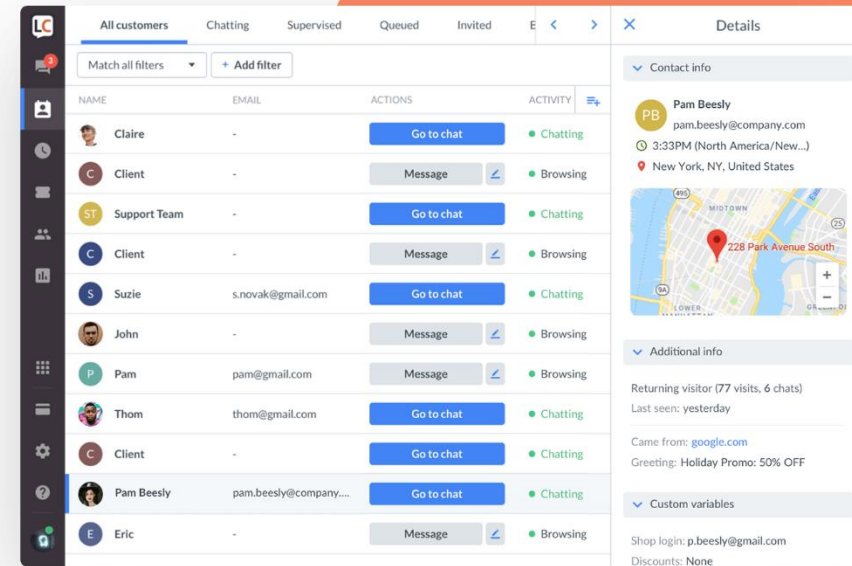 LC
All customers Chatting Supervised Queued Invited
Details
3
Match all filters + Add filter
NAME EMAIL ACTIONS ACTIVITY
Claire - Go to chat Chatting
C Client - Message Browsing
ST Support Team - Go to chat Chatting
C Client - Message Browsing
S Suzie s.novak@gmail.com Go to chat Chatting
John - Message Browsing
P Pam pam@gmail.com Message Browsing
Thom thom@gmail.com Go to chat Chatting
C Client - Go to chat Chatting
Pam Beesly pam.beesly@company.... Go to chat Chatting
E Eric - Message Browsing
Contact info
PB Pam Beesly
pam.beesly@company.com
3:33PM (North America/New...)
New York, NY, United States
495
MIDTOWN
25
228 Park Avenue South
+
9A
−
LOWER
MANHATTAN
Additional info
Returning visitor (77 visits, 6 chats)
Last seen: yesterday
Came from: google.com
Greeting: Holiday Promo: 50% OFF
Custom variables
Shop login: p.beesly@gmail.com
Discounts: None